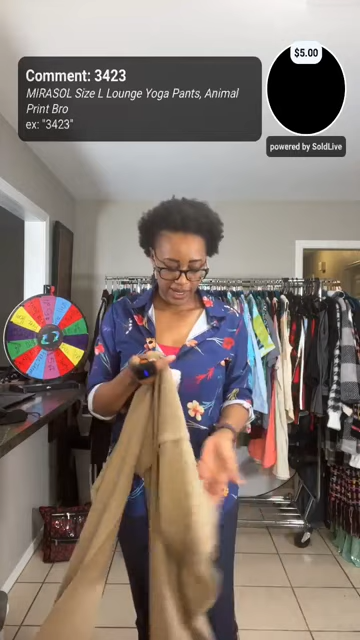 Comment: 3423
MIRASOL Size L Lounge Yoga Pants, Animal
Print Bro
ex: "3423"
$5.00
powered by SoldLive